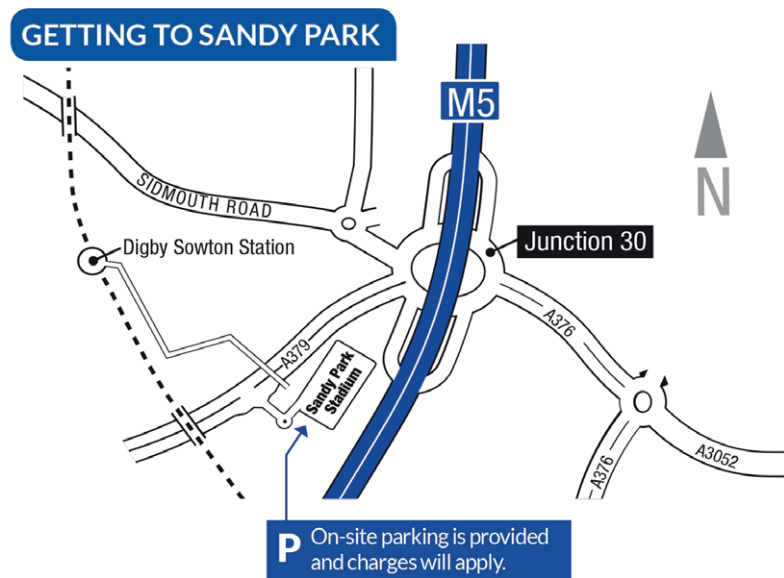 GETTING TO SANDY PARK
M5
N
SIDMOUTH ROAD
Digby Sowton Station
Junction 30
A379
Sandy Park
Stadium
A376
A376
A3052
P
On-site parking is provided
and charges will apply.